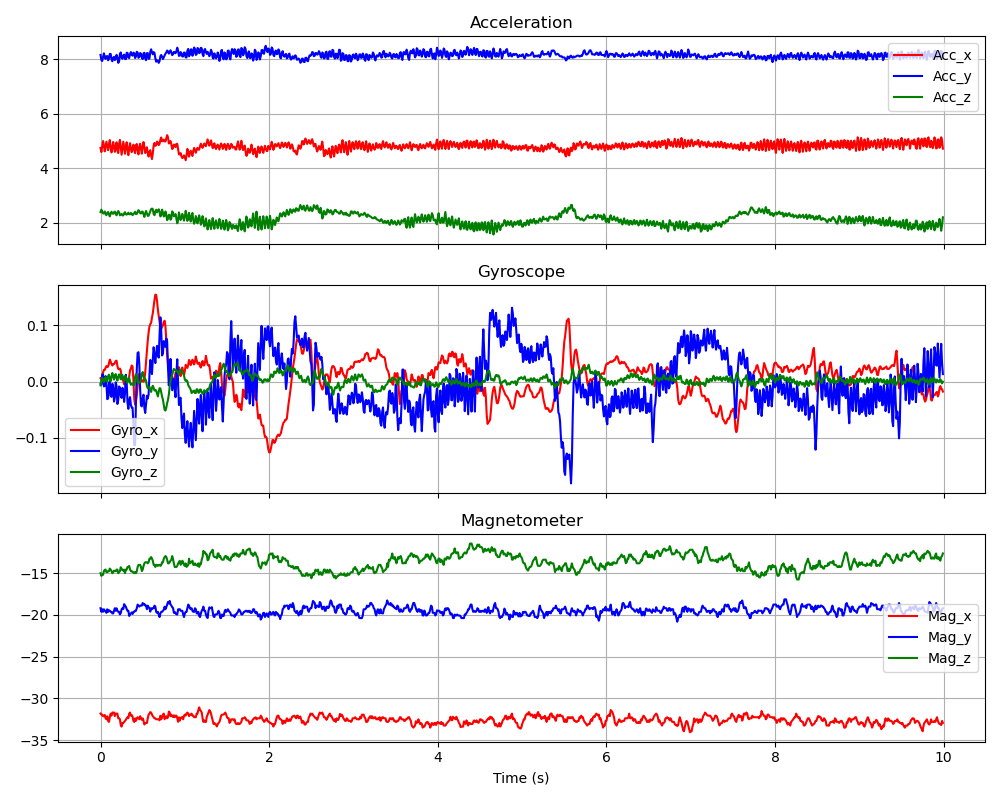 Acceleration
8
6
4
2
Acc_x
Acc_y
Acc_z
Gyroscope
0.1
0.0
−0.1
Gyro_x
Gyro_y
Gyro_z
Magnetometer
−15
−20
−25
−30
−35
Mag_x
Mag_y
Mag_z
0 2 4 6 8 10
Time (s)